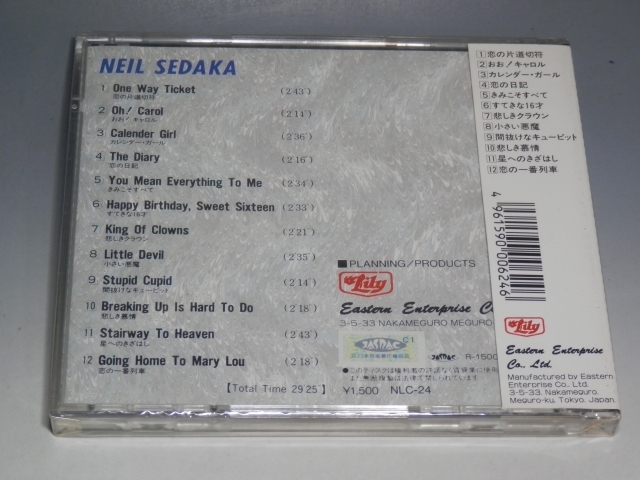 NEIL SEDAKA
1 One Way Ticket (2'43")
恋の片道切符
2 Oh! Carol (2'14")
おお!キャロル
3 Calender Girl (2'36")
カレンダー・ガール
4 The Diary (2'16")
恋の日記
5 You Mean Everything To Me (2'34")
きみこそすべて
6 Happy Birthday, Sweet Sixteen (2'33")
すてきな16才
7 King Of Clowns (2'21")
悲しきクラウン
8 Little Devil (2'35")
小さい悪魔
9 Stupid Cupid (2'14")
間抜けなキューピット
10 Breaking Up Is Hard To Do (2'18")
悲しき慕情
11 Stairway To Heaven (2'43")
星へのきざはし
12 Going Home To Mary Lou (2'18")
恋の一番列車
【Total Time 29'25"】
■PLANNING/PRODUCTS
Lily
Eastern Enterprise Co
3-5-33 NAKAMEGURO MEGURO
01
JASRAC
JASRAC R-1500
¥1,500 NLC-24
1恋の片道切符
2おお!キャロル
3カレンダー・ガール
4恋の日記
5きみこそすべて
6すてきな16才
7悲しきクラウン
8小さい悪魔
9間抜けなキューピット
10悲しき慕情
11星へのきざはし
12恋の一番列車
4961590006246
Lily
Eastern Enterprise
Co., Ltd.
Manufactured by Eastern
Enterprise Co., Ltd.
3-5-33, Nakameguro,
Meguro-ku, Tokyo, Japan.